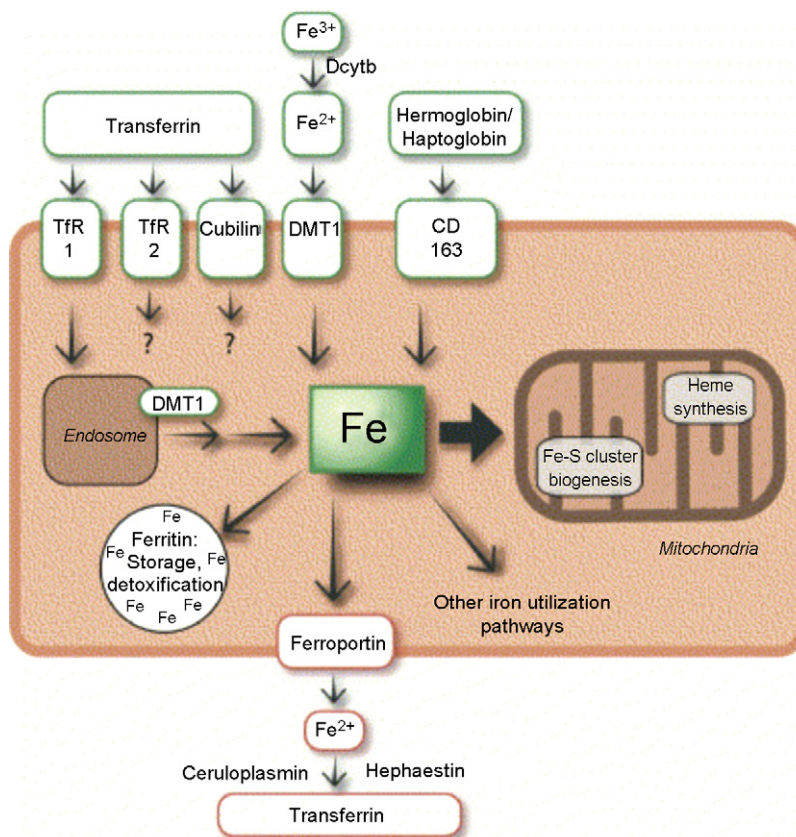 Fe3+
Dcytb
Transferrin
Fe2+
Hermoglobin/
Haptoglobin
TfR
1
TfR
2
Cubilin
DMT1
CD
163
?
?
DMT1
Endosome
Fe
Heme
synthesis
Fe-S cluster
biogenesis
Mitochondria
Fe
Ferritin:
Fe Storage, Fe
detoxification
Fe Fe Fe
Other iron utilization
pathways
Ferroportin
Fe2+
Ceruloplasmin Hephaestin
Transferrin